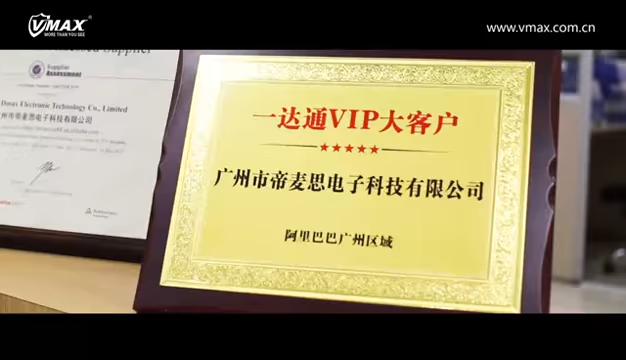 VMAX
MORE THAN YOU SEE
www.vmax.com.cn
Supplier
Assessment
Dmax Electronic Technology Co., Limited
州市帝麦思电子科技有限公司
一达通VIP大客户
广州市帝麦思电子科技有限公司
阿里巴巴广州区域